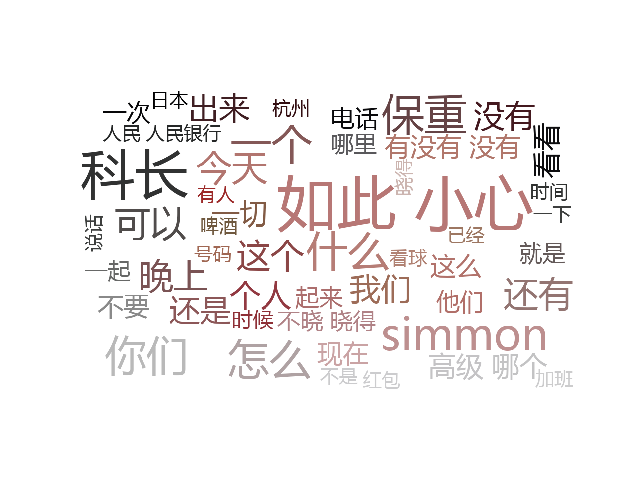 一次 日本 出来 杭州 电话 保重 没有
人民 人民银行 一个 哪里 有没有 没有 看看
科长 今天 晓得 时间
有人 如此 小心 一下
说话 可以 啤酒 一切 已经
号码 这个 什么 看球 这么 就是
一起 晚上
不要 还是 个人 起来 我们 他们 还有
时候 不晓 晓得 simmon
你们 怎么 现在 高级 哪个
不是 红包 加班